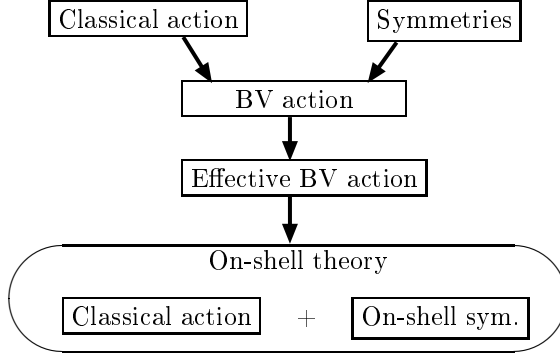 Classical action Symmetries
BV action
Effective BV action
On-shell theory
Classical action + On-shell sym.